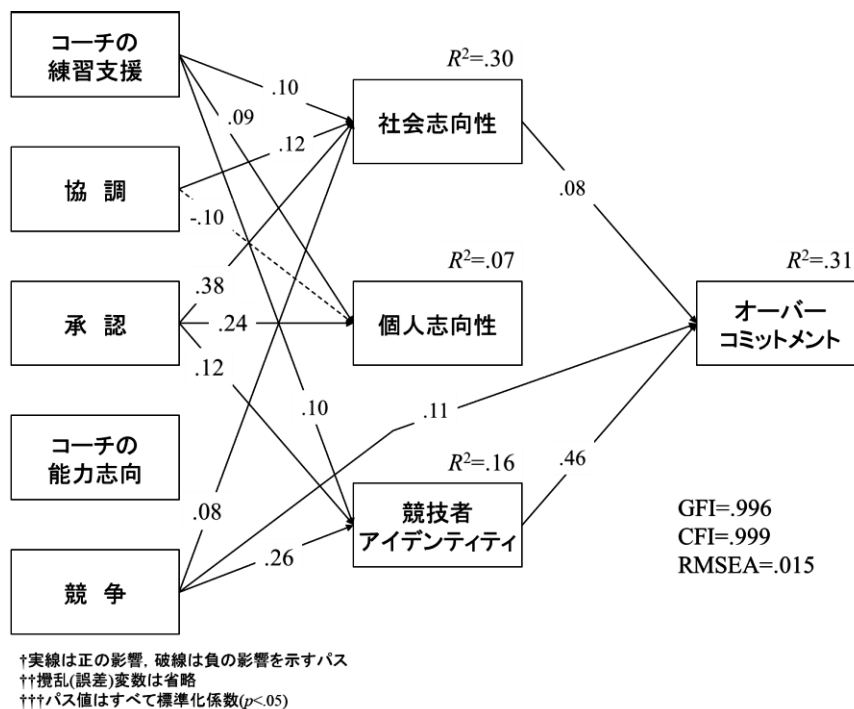 コーチの
練習支援
協 調
承 認
コーチの
能力志向
競 争
.10
.09
.12
-.10
.38
.24
.12
.10
.08
.26
.11
R²=.30
社会志向性
R²=.07
個人志向性
R²=.16
競技者
アイデンティティ
.08
.46
R²=.31
オーバー
コミットメント
GFI=.996
CFI=.999
RMSEA=.015
†実線は正の影響, 破線は負の影響を示すパス
††攪乱(誤差)変数は省略
†††パス値はすべて標準化係数(p<.05)